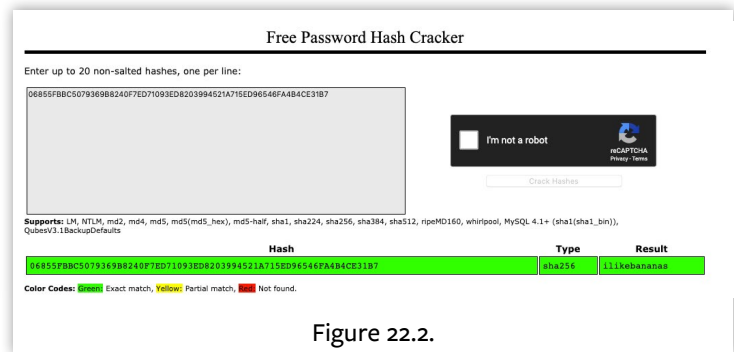 Free Password Hash Cracker
Enter up to 20 non-salted hashes, one per line:
06855FBBC5079369B8240F7ED71093ED8203994521A715ED96546FA4B4CE31B7
I'm not a robot
reCAPTCHA
Privacy - Terms
Crack Hashes
Supports: LM, NTLM, md2, md4, md5, md5(md5_hex), md5-half, sha1, sha224, sha256, sha384, sha512, ripeMD160, whirlpool, MySQL 4.1+ (sha1(sha1_bin)),
QubesV3.1BackupDefaults
Hash Type Result
06855FBBC5079369B8240F7ED71093ED8203994521A715ED96546FA4B4CE31B7 sha256 ilikebananas
Color Codes: Green: Exact match, Yellow: Partial match, Red: Not found.
Figure 22.2.